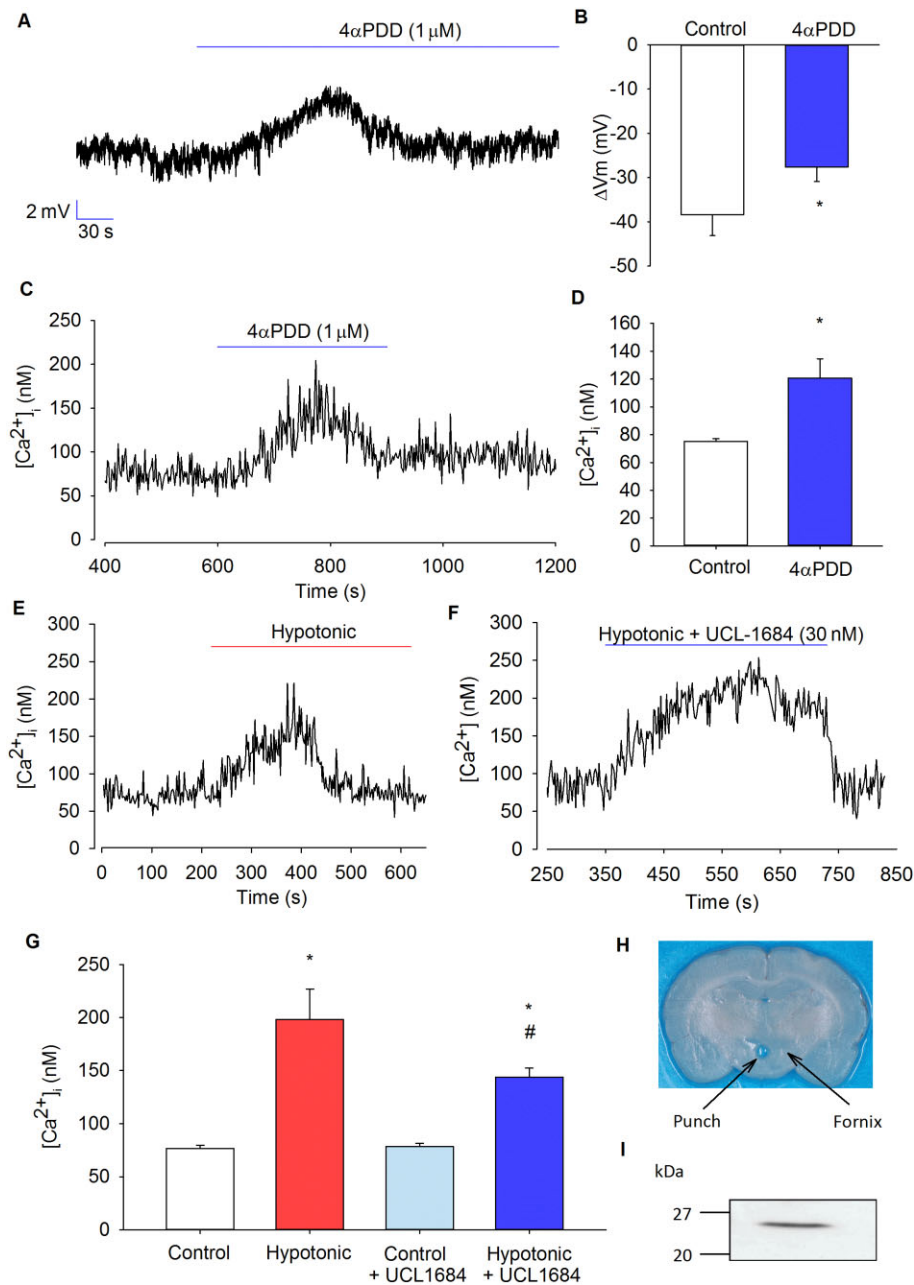 A
4αPDD (1 μM)
2 mV
30 s
B
Control 4αPDD
0
-10
-20
-30
-40
-50
ΔVm (mV)
*
C
4αPDD (1 μM)
250
200
150
100
50
0
[Ca2+]i (nM)
400 600 800 1000 1200
Time (s)
D
*
160
140
120
100
80
60
40
20
0
[Ca2+]i (nM)
Control 4αPDD
E
Hypotonic
300
250
200
150
100
50
0
[Ca2+]i (nM)
0 100 200 300 400 500 600
Time (s)
F
Hypotonic + UCL-1684 (30 nM)
300
250
200
150
100
50
0
[Ca2+] (nM)
250 350 450 550 650 750 850
Time (s)
G
250
200
150
100
50
0
[Ca2+]i (nM)
*
*
#
Control Hypotonic Control Hypotonic
+ UCL1684 + UCL1684
H
Punch Fornix
I
kDa
27
20